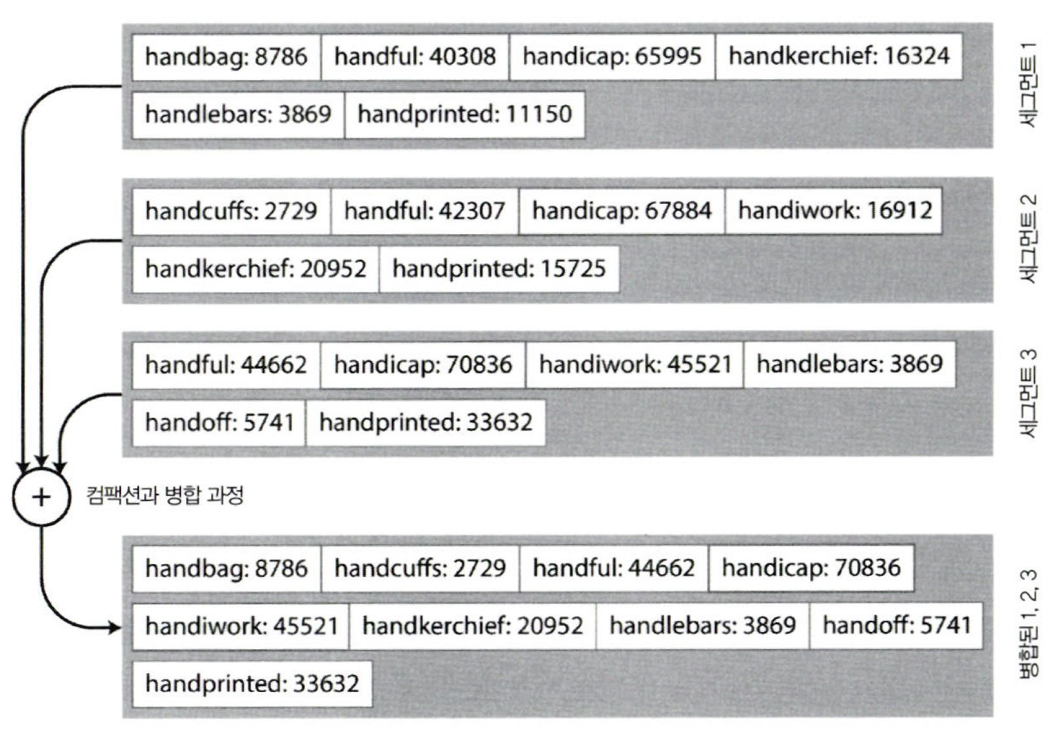 handbag: 8786 handful: 40308 handicap: 65995 handkerchief: 16324
handlebars: 3869 handprinted: 11150
세그먼트 1
handcuffs: 2729 handful: 42307 handicap: 67884 handiwork: 16912
handkerchief: 20952 handprinted: 15725
세그먼트 2
handful: 44662 handicap: 70836 handiwork: 45521 handlebars: 3869
handoff: 5741 handprinted: 33632
세그먼트 3
+ 컴팩션과 병합 과정
handbag: 8786 handcuffs: 2729 handful: 44662 handicap: 70836
handiwork: 45521 handkerchief: 20952 handlebars: 3869 handoff: 5741
handprinted: 33632
병합된 1, 2, 3